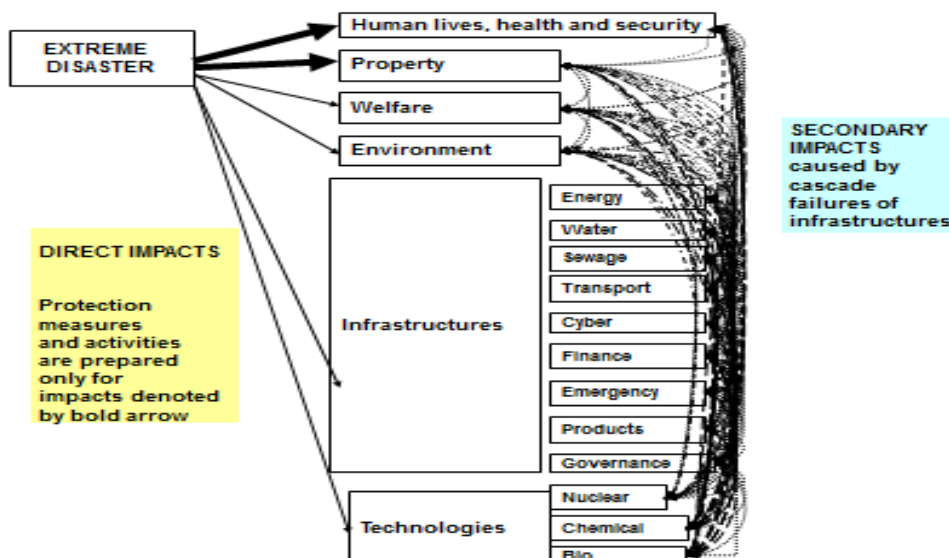 EXTREME
DISASTER
Human lives, health and security
Property
Welfare
Environment
SECONDARY
IMPACTS
caused by
cascade
failures of
infrastructures
DIRECT IMPACTS
Protection
measures
and activities
are prepared
only for
impacts denoted
by bold arrow
Infrastructures
Energy
Water
Sewage
Transport
Cyber
Finance
Emergency
Products
Governance
Technologies
Nuclear
Chemical
Bio